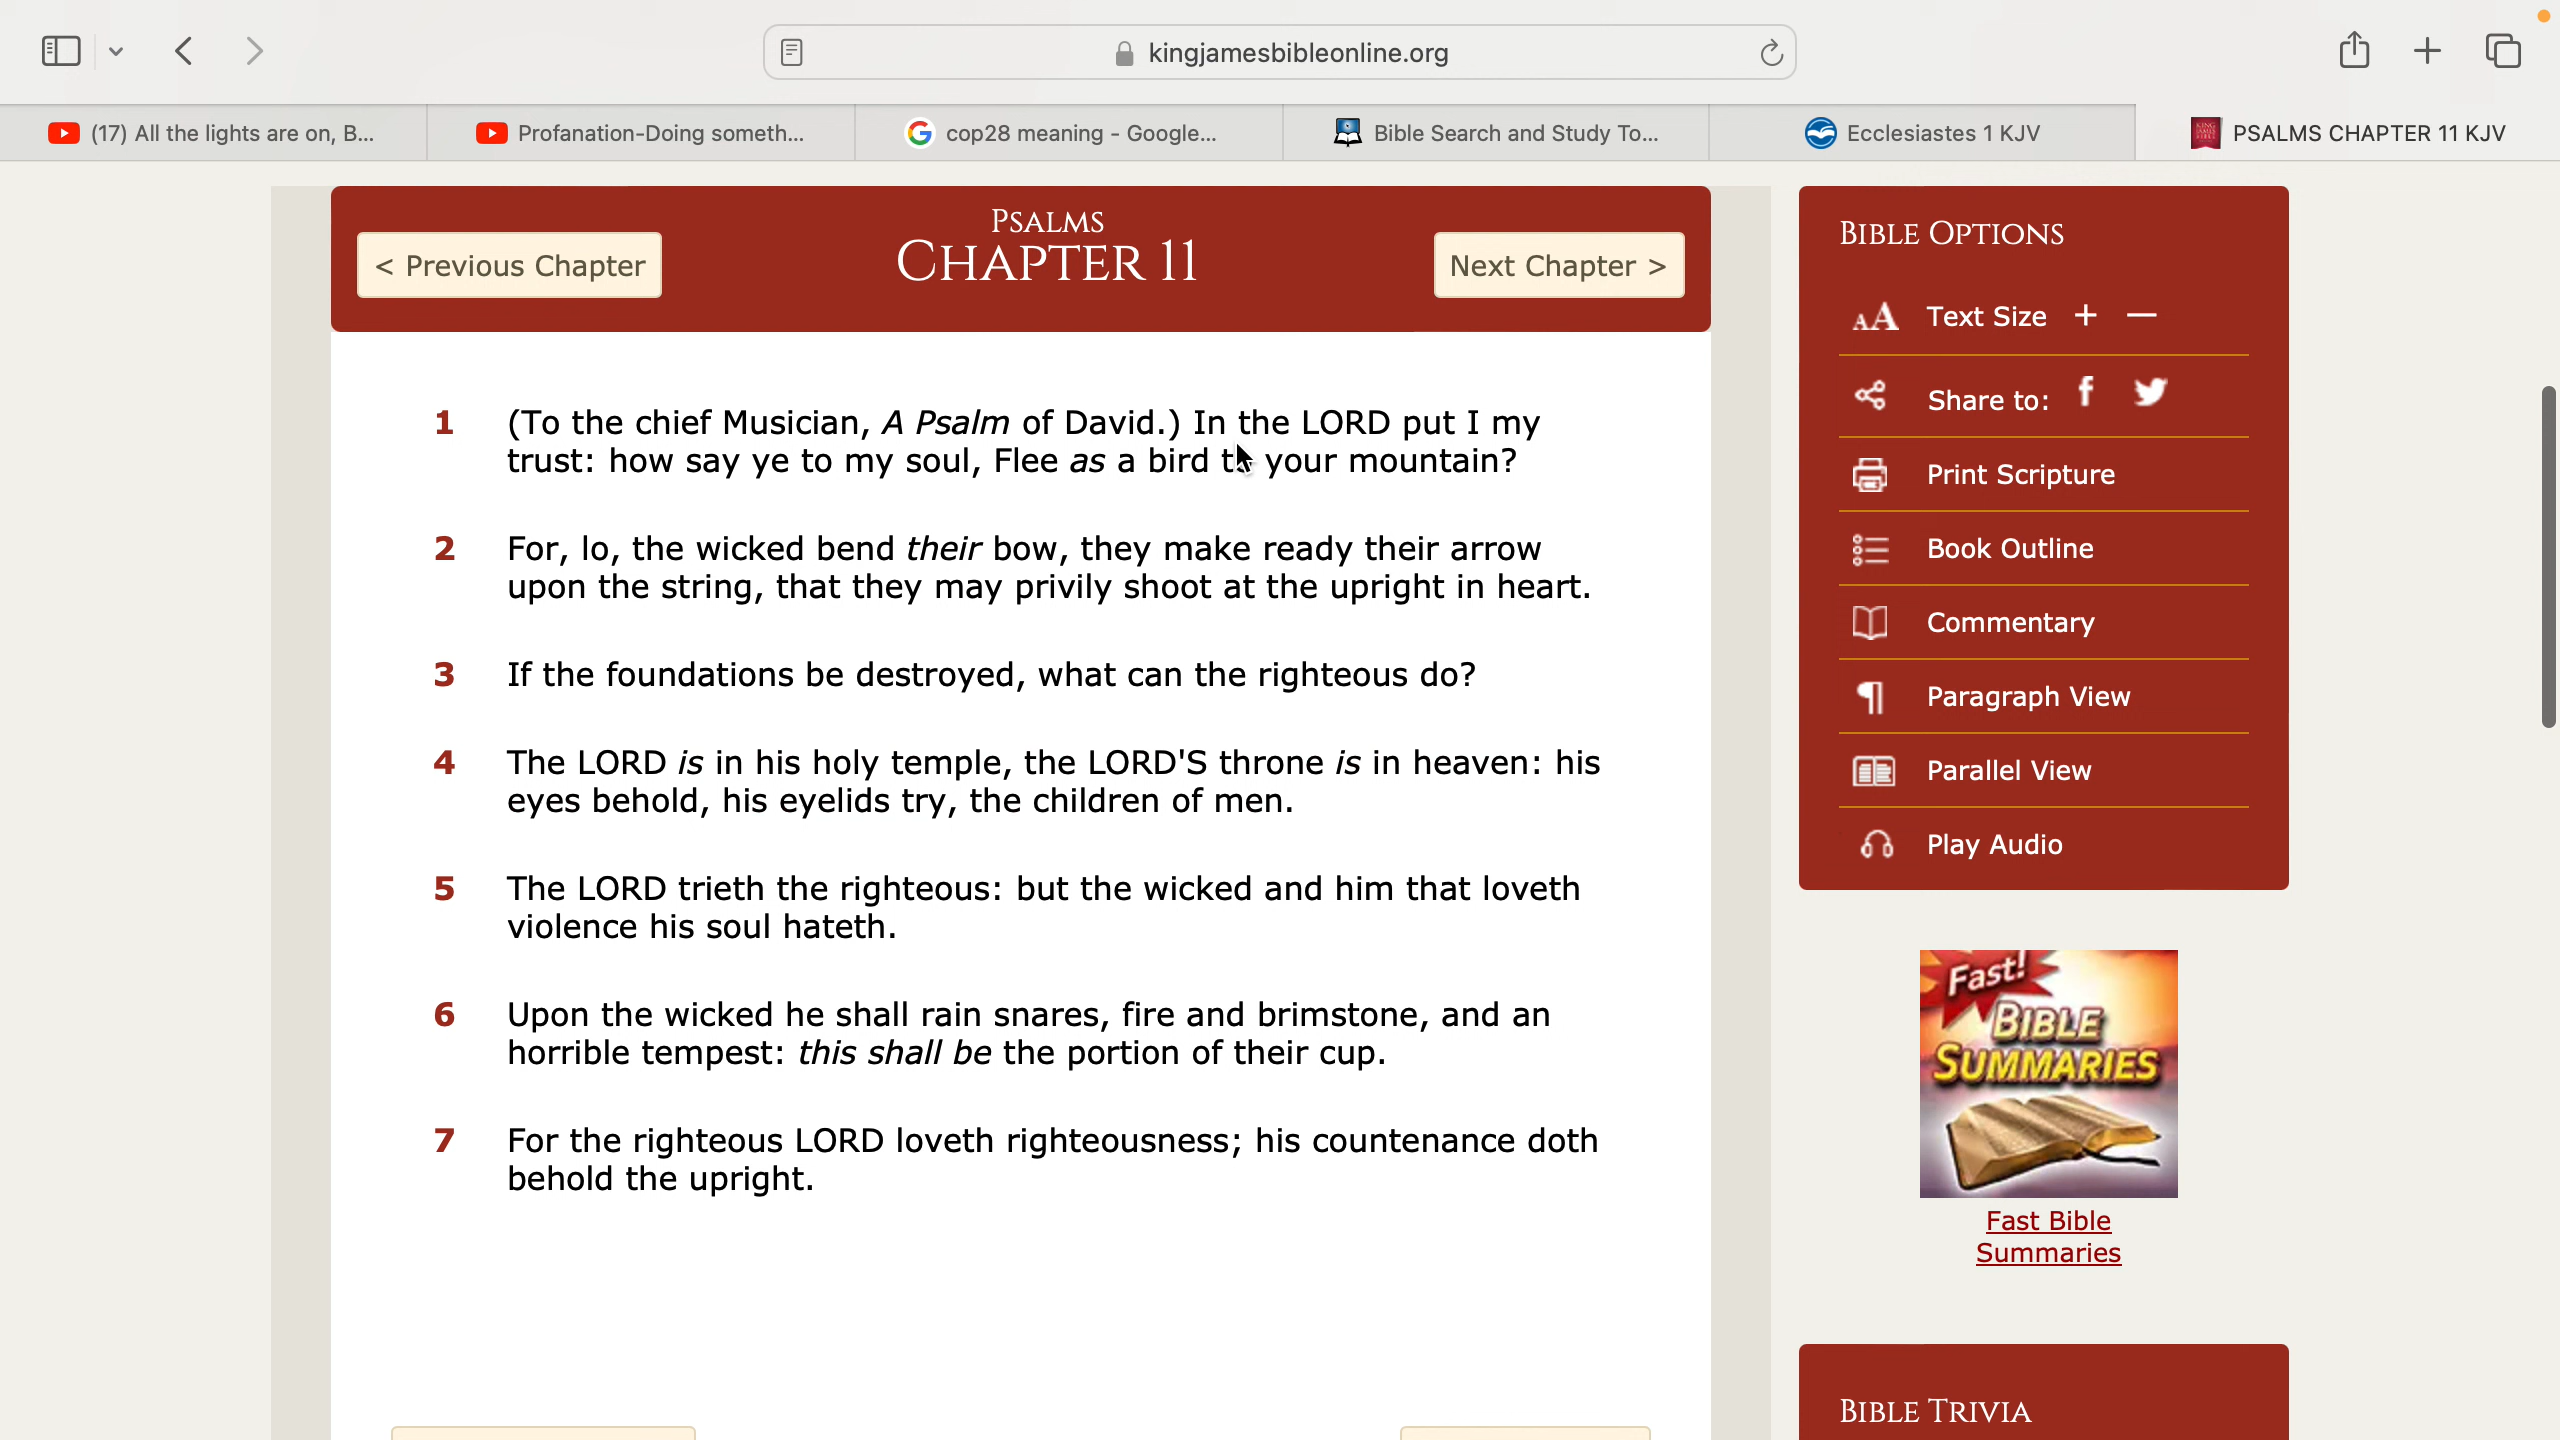 kingjamesbibleonline.org
(17) All the lights are on, B...
Profanation-Doing someth...
cop28 meaning - Google...
Bible Search and Study To...
Ecclesiastes 1 KJV
PSALMS CHAPTER 11 KJV
PSALMS
CHAPTER 11
< Previous Chapter
Next Chapter >
1 (To the chief Musician, A Psalm of David.) In the LORD put I my
trust: how say ye to my soul, Flee as a bird to your mountain?
2 For, lo, the wicked bend their bow, they make ready their arrow
upon the string, that they may privily shoot at the upright in heart.
3 If the foundations be destroyed, what can the righteous do?
4 The LORD is in his holy temple, the LORD'S throne is in heaven: his
eyes behold, his eyelids try, the children of men.
5 The LORD trieth the righteous: but the wicked and him that loveth
violence his soul hateth.
6 Upon the wicked he shall rain snares, fire and brimstone, and an
horrible tempest: this shall be the portion of their cup.
7 For the righteous LORD loveth righteousness; his countenance doth
behold the upright.
BIBLE OPTIONS
AA Text Size + −
Share to: f
Print Scripture
Book Outline
Commentary
¶ Paragraph View
Parallel View
Play Audio
Fast!
BIBLE
SUMMARIES
Fast Bible
Summaries
BIBLE TRIVIA